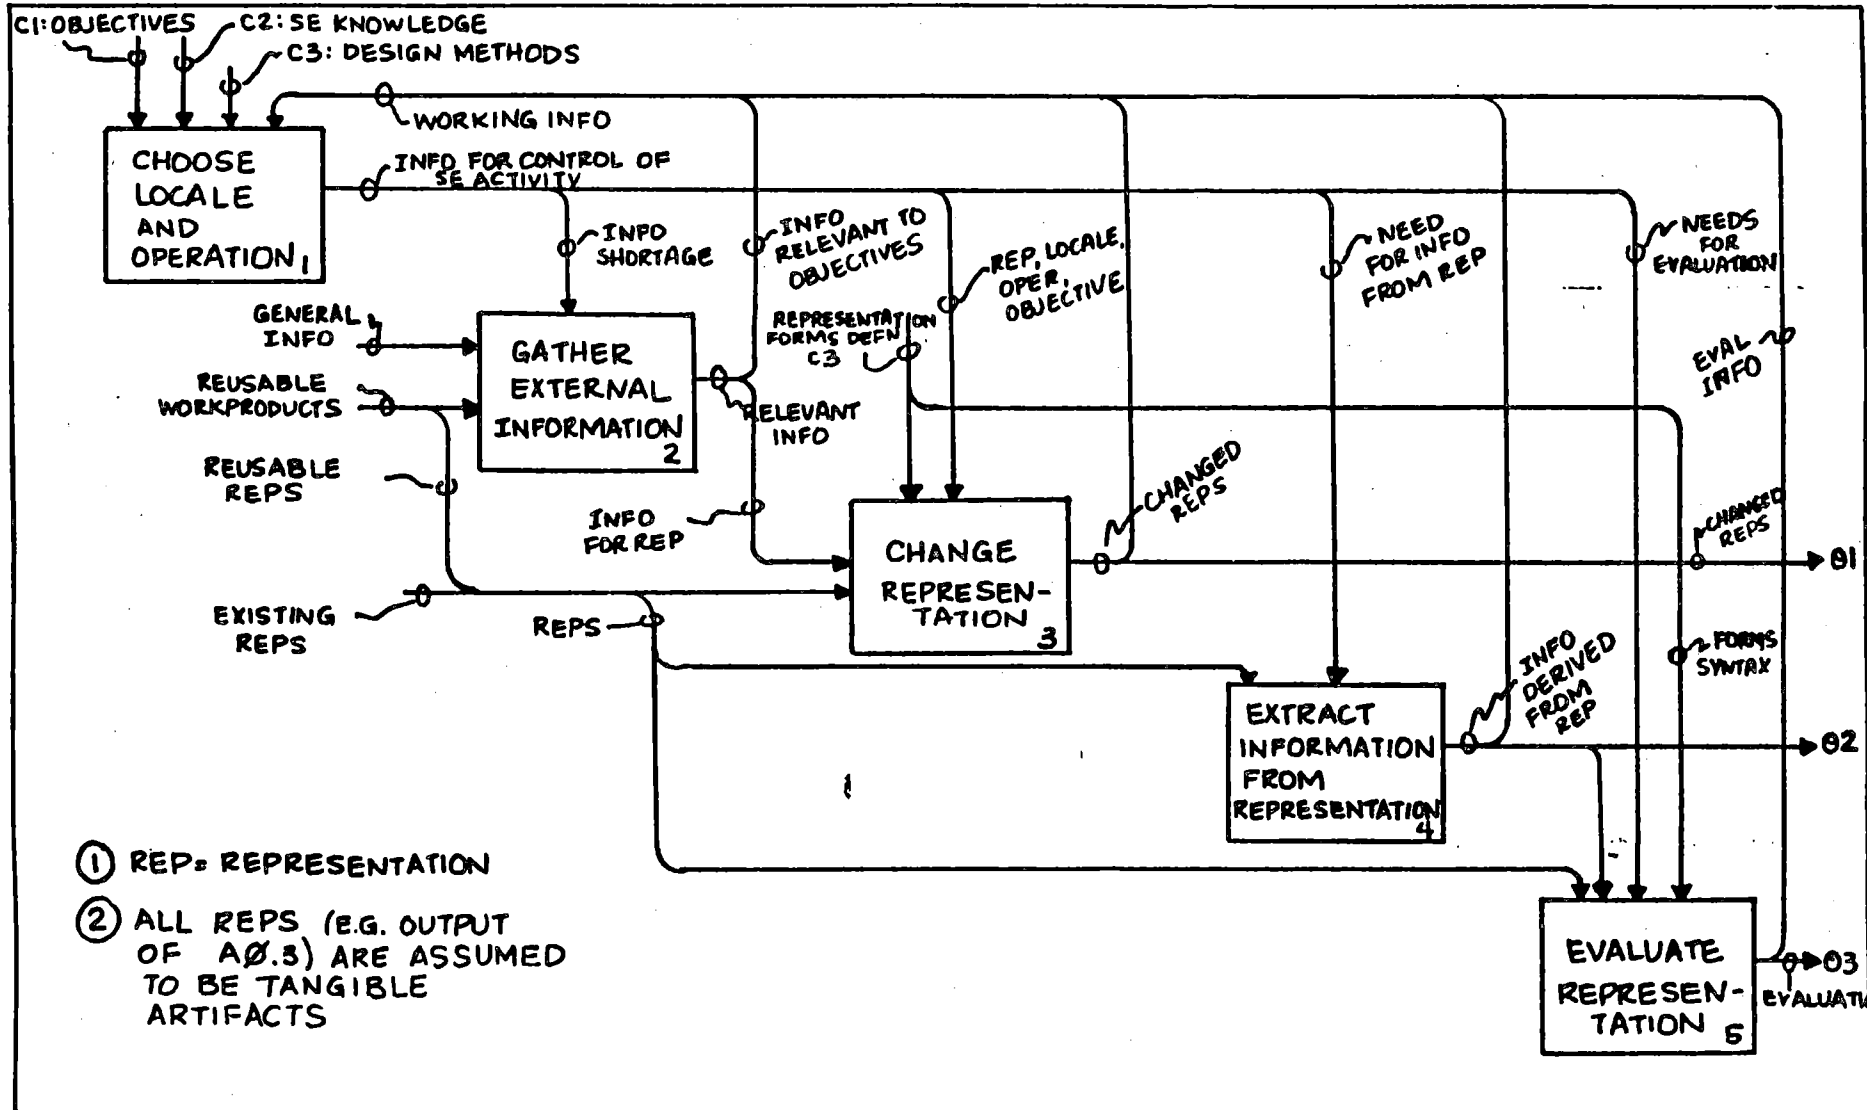 C1: OBJECTIVES
C2: SE KNOWLEDGE
C3: DESIGN METHODS
WORKING INFO
CHOOSE
LOCALE
AND
OPERATION 1
INFO FOR CONTROL OF
SE ACTIVITY
INFO
SHORTAGE
INFO
RELEVANT TO
OBJECTIVES
REP, LOCALE,
OPER,
OBJECTIVE
NEED
FOR INFO
FROM REP
NEEDS
FOR
EVALUATION
GENERAL
INFO
REUSABLE
WORKPRODUCTS
GATHER
EXTERNAL
INFORMATION
2
REPRESENTATION
FORMS DEFN
C3
EVAL
INFO
RELEVANT
INFO
REUSABLE
REPS
INFO
FOR REP
CHANGED
REPS
CHANGED
REPS
01
EXISTING
REPS
REPS
CHANGE
REPRESEN-
TATION 3
FORMS
SYNTAX
INFO
DERIVED
FROM
REP
EXTRACT
INFORMATION
FROM
REPRESENTATION
4
02
1 REP= REPRESENTATION
2 ALL REPS (E.G. OUTPUT
OF AØ.3) ARE ASSUMED
TO BE TANGIBLE
ARTIFACTS
EVALUATE
REPRESEN-
TATION 5
03
EVALUATI